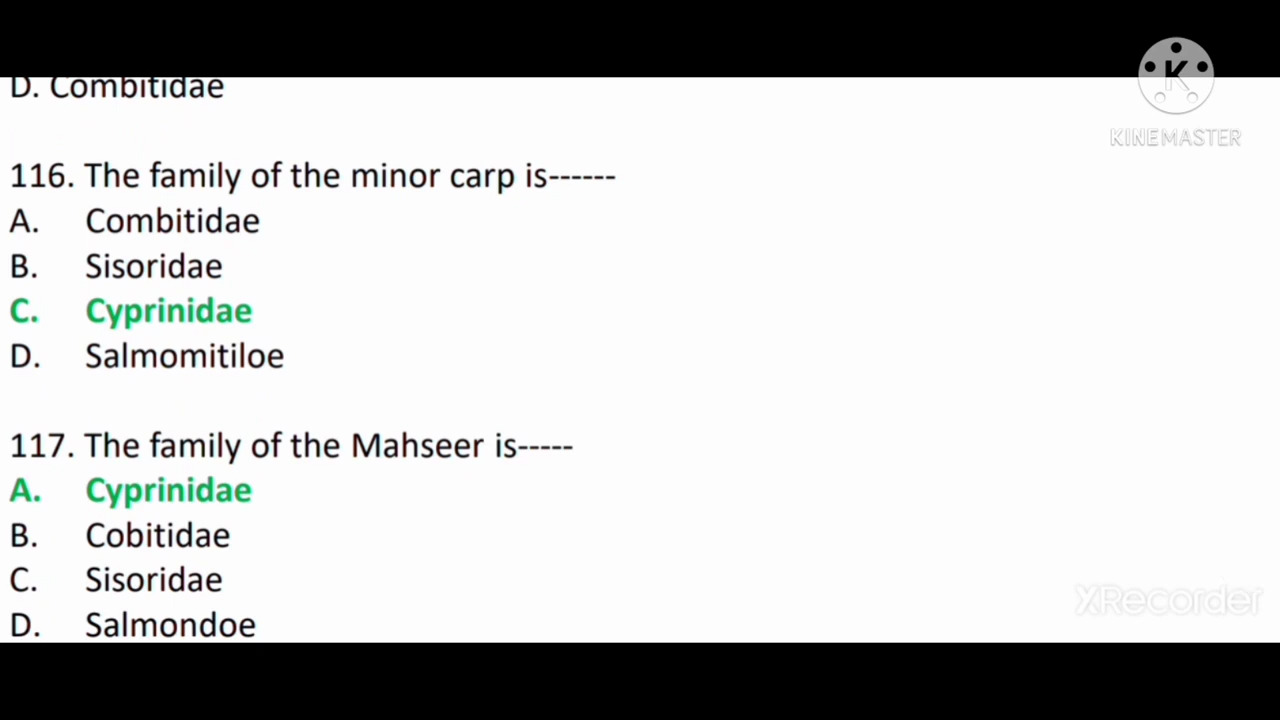 D. Combitidae
K
KINEMASTER
116. The family of the minor carp is------
A. Combitidae
B. Sisoridae
C. Cyprinidae
D. Salmomitiloe
117. The family of the Mahseer is-----
A. Cyprinidae
B. Cobitidae
C. Sisoridae
D. Salmondoe
XRecorder